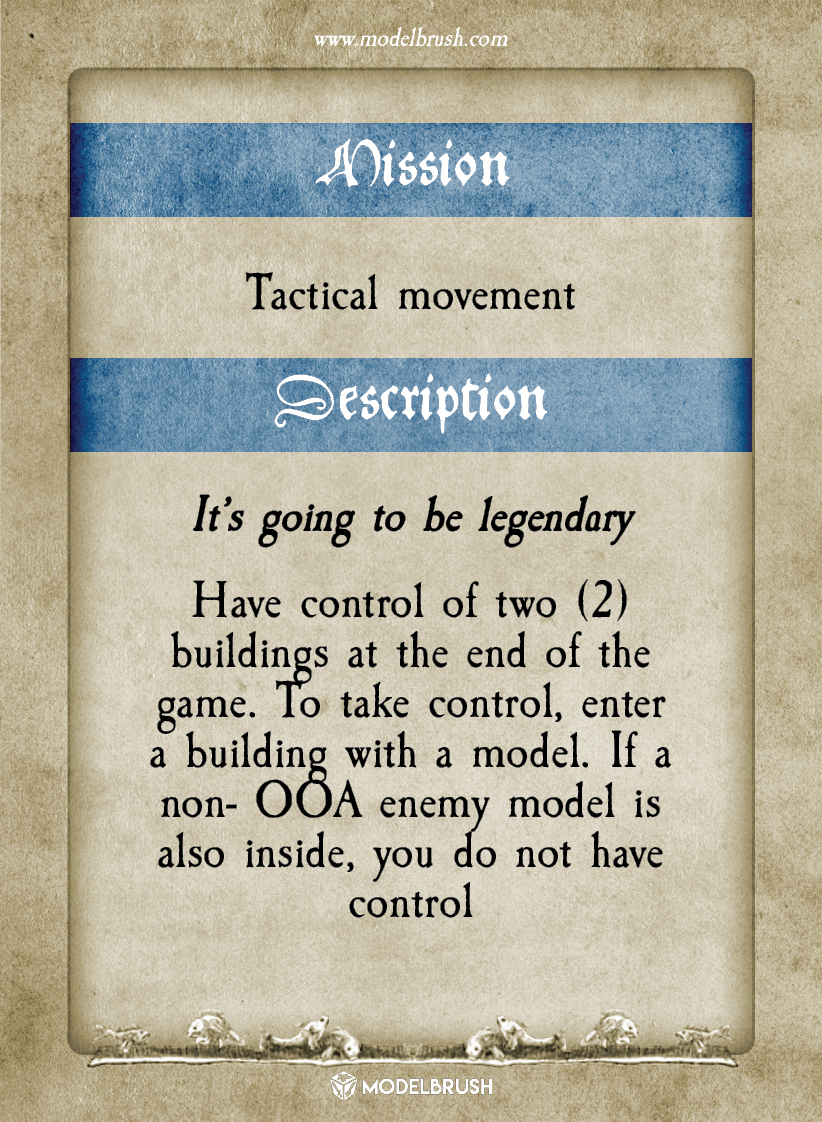 www.modelbrush.com
Mission
Tactical movement
Description
It's going to be legendary
Have control of two (2)
buildings at the end of the
game. To take control, enter
a building with a model. If a
non- OOA enemy model is
also inside, you do not have
control
MODELBRUSH